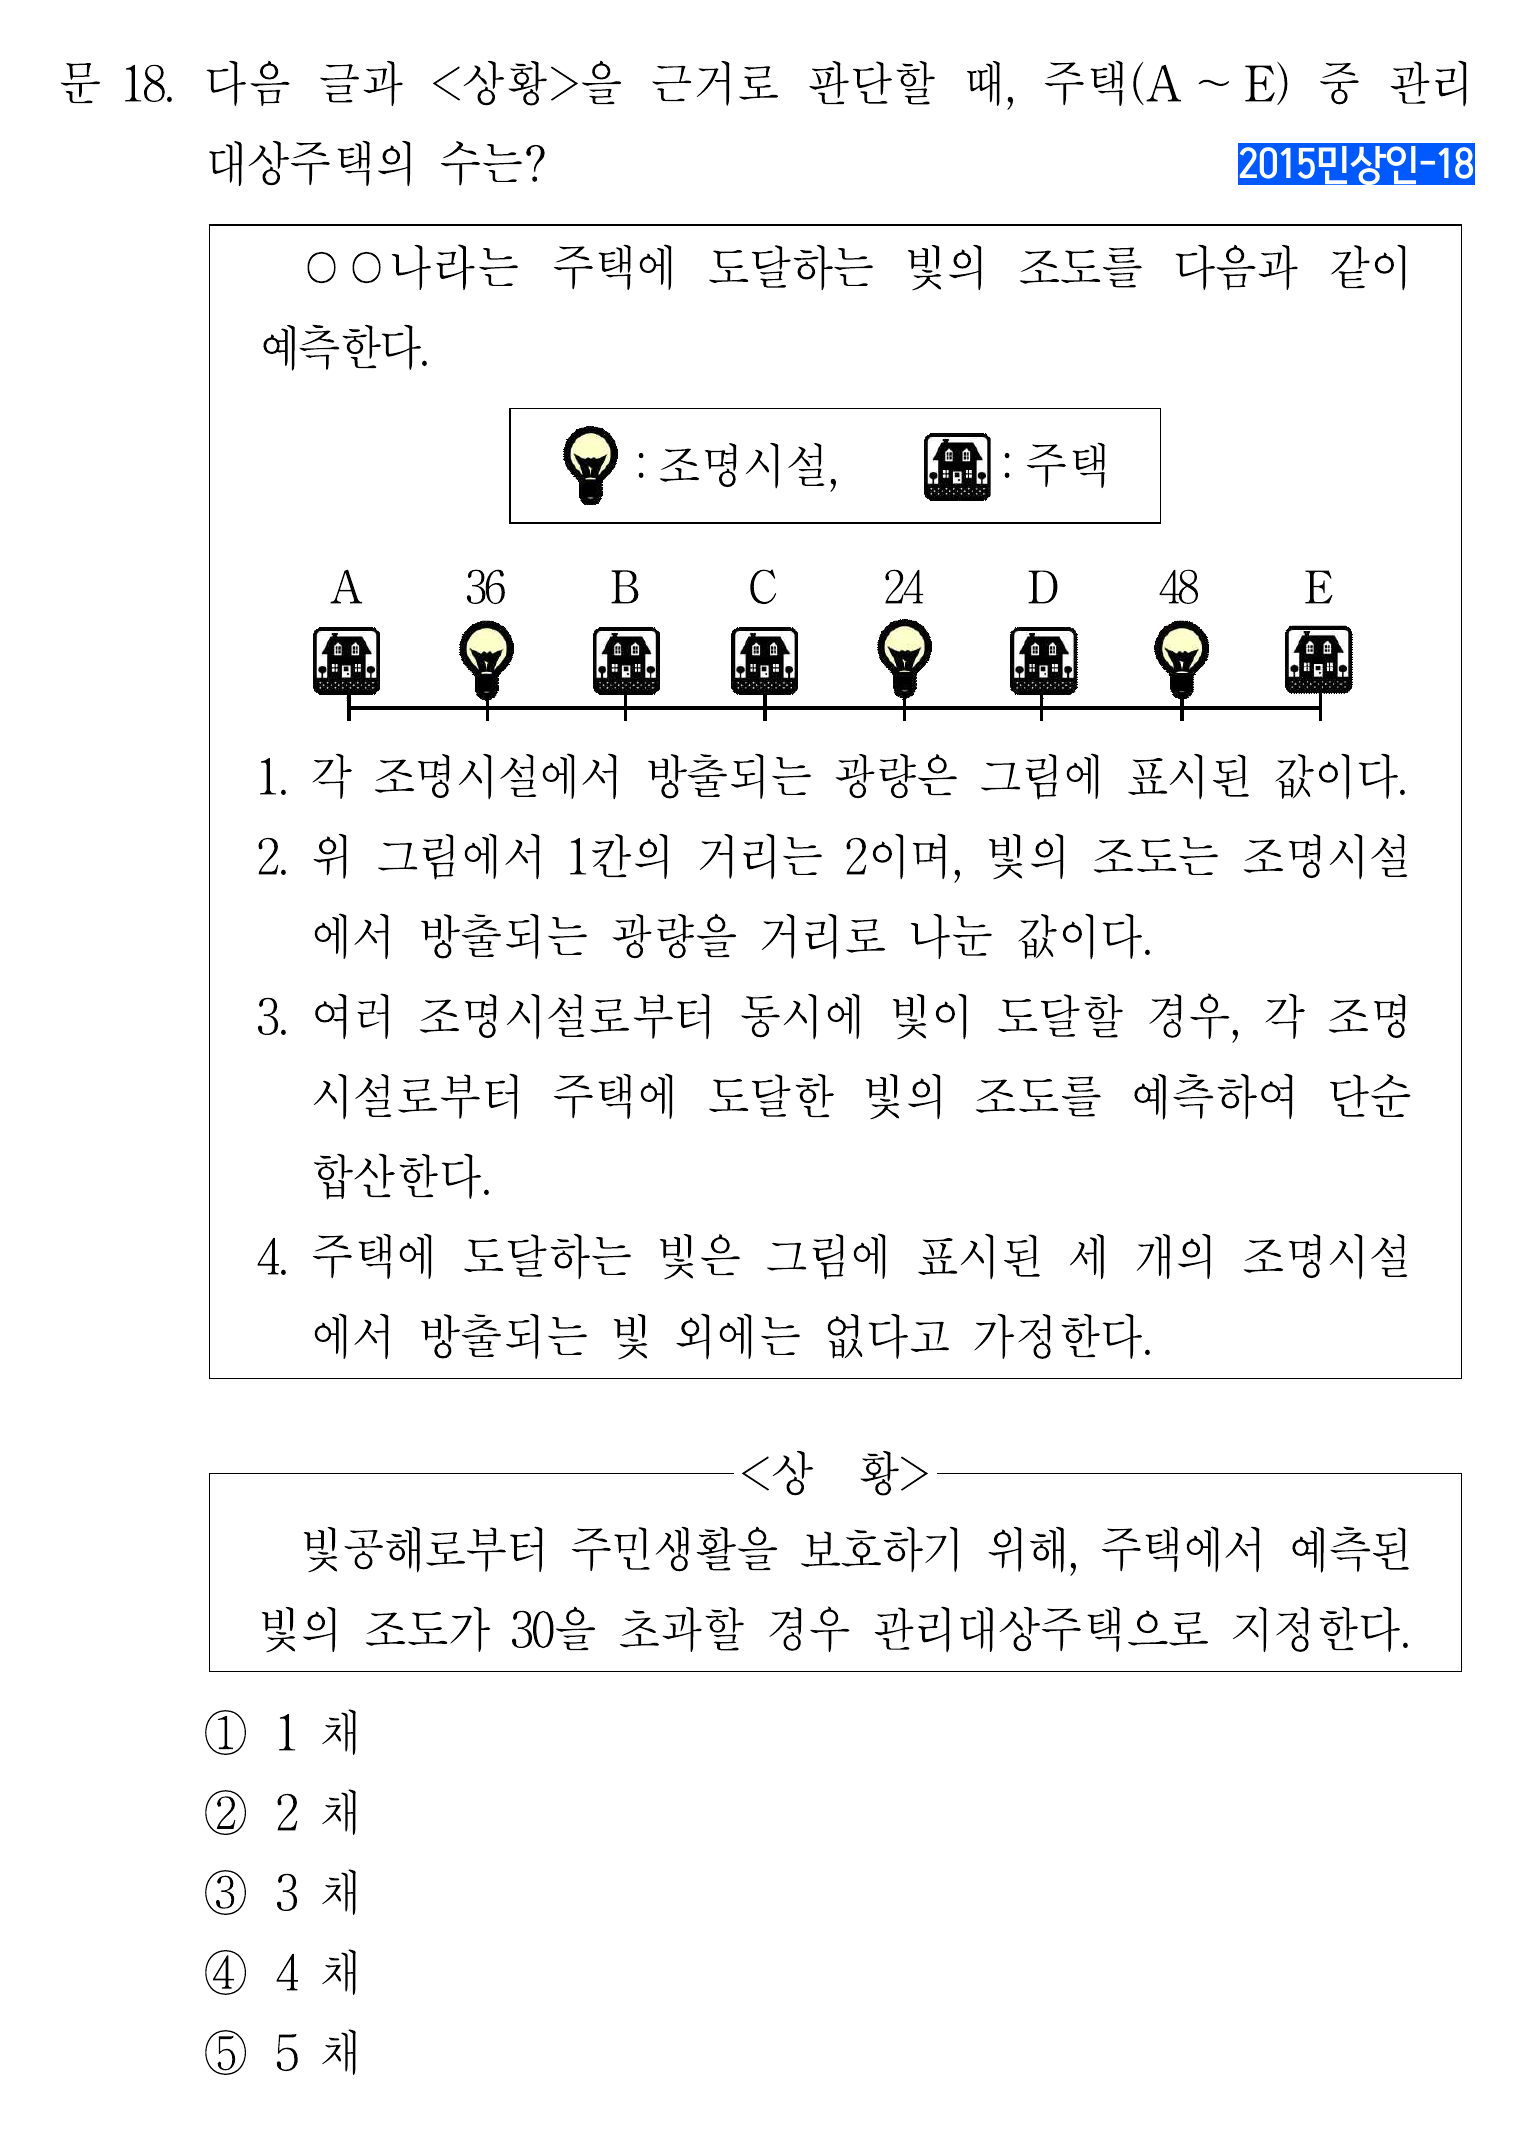 문 18. 다음 글과 <상황>을 근거로 판단할 때, 주택(A ~ E) 중 관리
대상주택의 수는?
2015민상인-18
○○나라는 주택에 도달하는 빛의 조도를 다음과 같이
예측한다.
: 조명시설, : 주택
A 36 B C 24 D 48 E
1. 각 조명시설에서 방출되는 광량은 그림에 표시된 값이다.
2. 위 그림에서 1칸의 거리는 2이며, 빛의 조도는 조명시설
에서 방출되는 광량을 거리로 나눈 값이다.
3. 여러 조명시설로부터 동시에 빛이 도달할 경우, 각 조명
시설로부터 주택에 도달한 빛의 조도를 예측하여 단순
합산한다.
4. 주택에 도달하는 빛은 그림에 표시된 세 개의 조명시설
에서 방출되는 빛 외에는 없다고 가정한다.
<상 황>
빛공해로부터 주민생활을 보호하기 위해, 주택에서 예측된
빛의 조도가 30을 초과할 경우 관리대상주택으로 지정한다.
① 1 채
② 2 채
③ 3 채
④ 4 채
⑤ 5 채